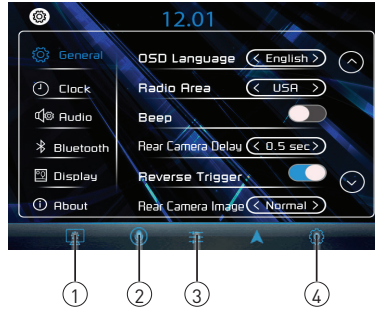 12.01
General
OSD Language < English >
Clock
Radio Area < USA >
Audio
Beep
Bluetooth
Rear Camera Delay < 0.5 sec >
Display
Reverse Trigger
About
Rear Camera Image < Normal >
1 2 3 4